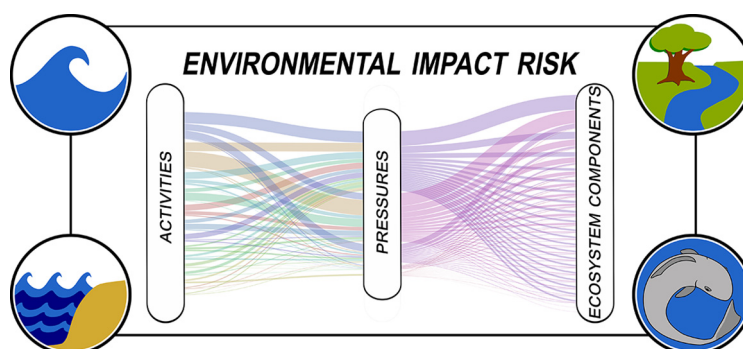 ENVIRONMENTAL IMPACT RISK
ACTIVITIES
PRESSURES
ECOSYSTEM COMPONENTS